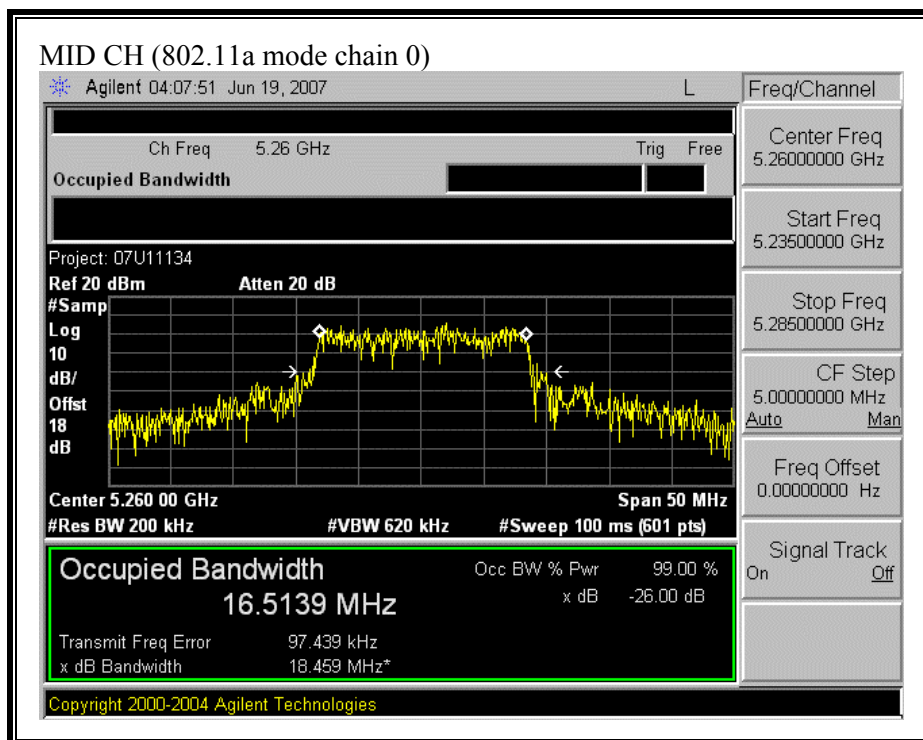 MID CH (802.11a mode chain 0)
Agilent 04:07:51 Jun 19, 2007 L
Freq/Channel
Ch Freq 5.26 GHz Trig Free
Occupied Bandwidth
Center Freq
5.26000000 GHz
Start Freq
5.23500000 GHz
Stop Freq
5.28500000 GHz
CF Step
5.00000000 MHz
Auto Man
Freq Offset
0.00000000 Hz
Signal Track
On Off
Project: 07U11134
Ref 20 dBm Atten 20 dB
#Samp
Log
10
dB/
Offst
18
dB
Center 5.260 00 GHz Span 50 MHz
#Res BW 200 kHz #VBW 620 kHz #Sweep 100 ms (601 pts)
Occupied Bandwidth Occ BW % Pwr 99.00 %
16.5139 MHz x dB -26.00 dB
Transmit Freq Error 97.439 kHz
x dB Bandwidth 18.459 MHz*
Copyright 2000-2004 Agilent Technologies